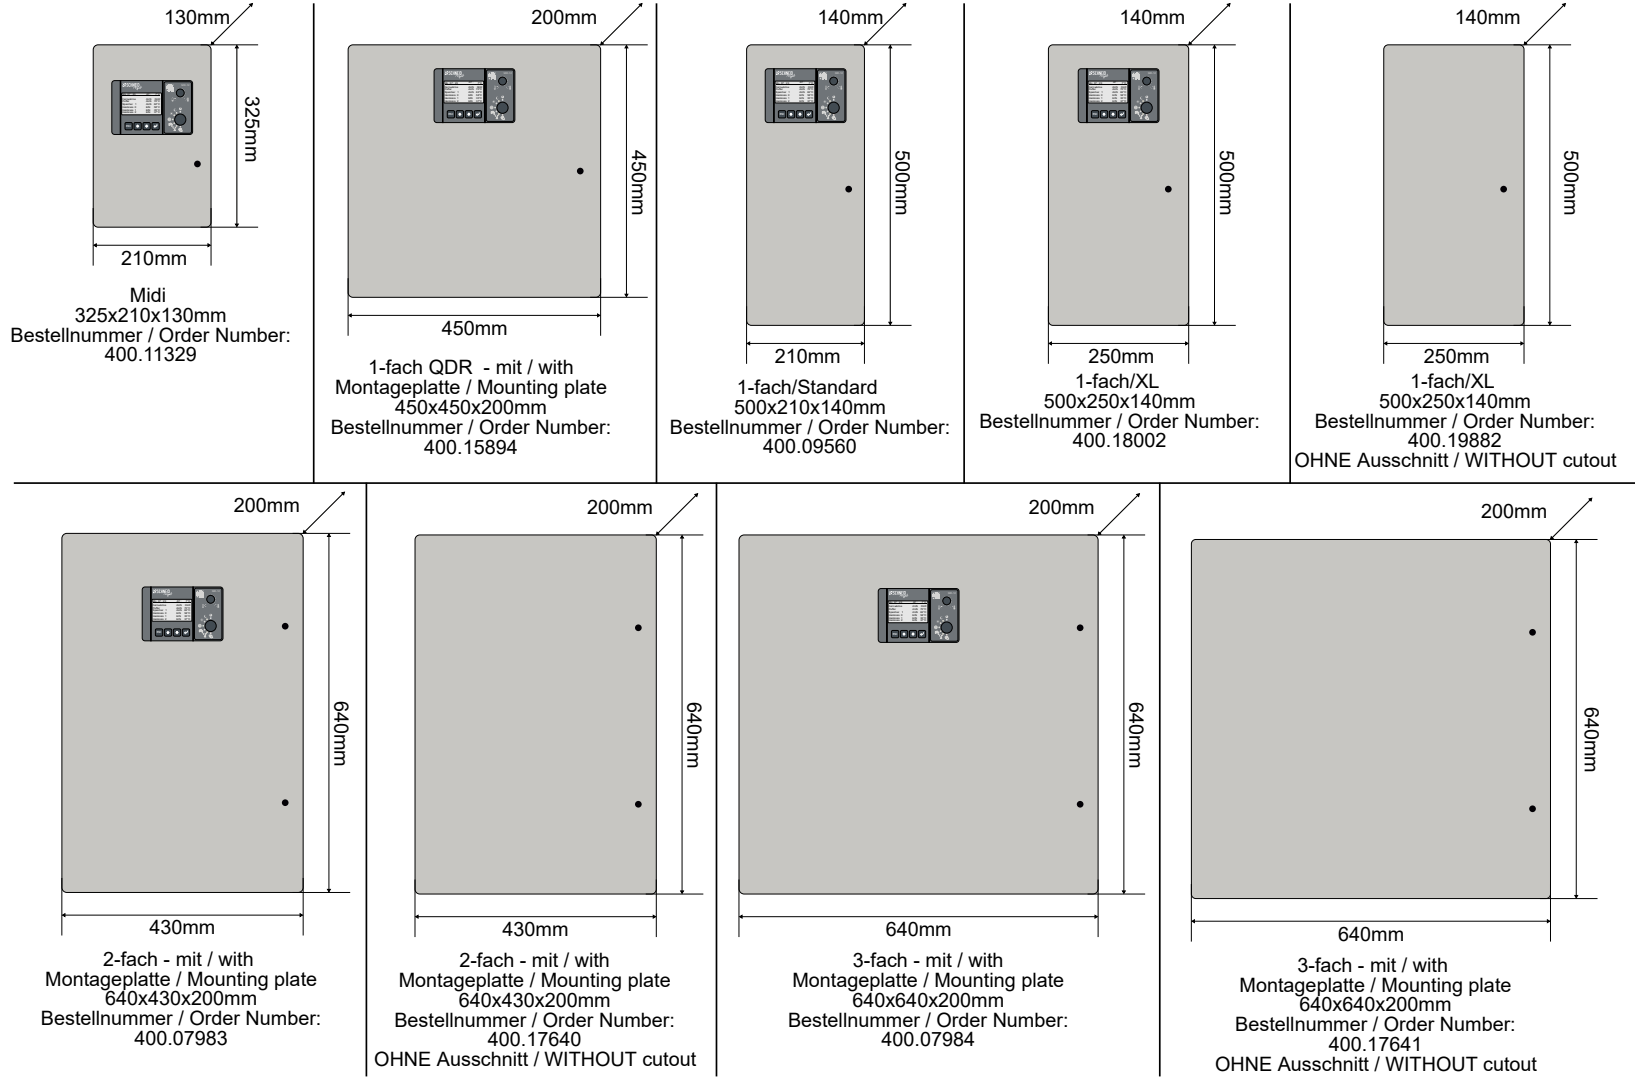 130mm
325mm
210mm
Midi
325x210x130mm
Bestellnummer / Order Number:
400.11329
200mm
450mm
450mm
1-fach QDR  - mit / with
Montageplatte / Mounting plate
450x450x200mm
Bestellnummer / Order Number:
400.15894
140mm
500mm
210mm
1-fach/Standard
500x210x140mm
Bestellnummer / Order Number:
400.09560
140mm
500mm
250mm
1-fach/XL
500x250x140mm
Bestellnummer / Order Number:
400.18002
140mm
500mm
250mm
1-fach/XL
500x250x140mm
Bestellnummer / Order Number:
400.19882
OHNE Ausschnitt / WITHOUT cutout
200mm
640mm
430mm
2-fach - mit / with
Montageplatte / Mounting plate
640x430x200mm
Bestellnummer / Order Number:
400.07983
200mm
640mm
430mm
2-fach - mit / with
Montageplatte / Mounting plate
640x430x200mm
Bestellnummer / Order Number:
400.17640
OHNE Ausschnitt / WITHOUT cutout
200mm
640mm
640mm
3-fach - mit / with
Montageplatte / Mounting plate
640x640x200mm
Bestellnummer / Order Number:
400.07984
200mm
640mm
640mm
3-fach - mit / with
Montageplatte / Mounting plate
640x640x200mm
Bestellnummer / Order Number:
400.17641
OHNE Ausschnitt / WITHOUT cutout